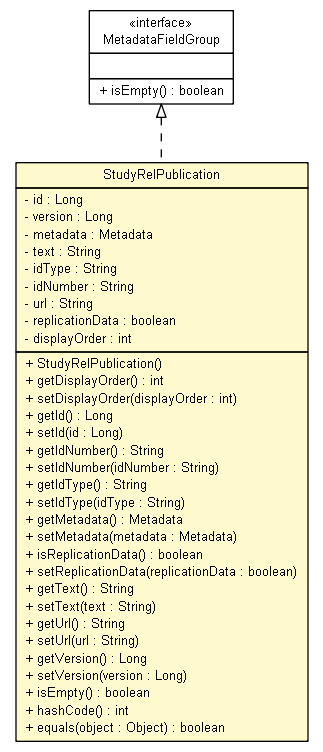 «interface»
MetadataFieldGroup
+ isEmpty() : boolean
StudyRelPublication
- id : Long
- version : Long
- metadata : Metadata
- text : String
- idType : String
- idNumber : String
- url : String
- replicationData : boolean
- displayOrder : int
+ StudyRelPublication()
+ getDisplayOrder() : int
+ setDisplayOrder(displayOrder : int)
+ getId() : Long
+ setId(id : Long)
+ getIdNumber() : String
+ setIdNumber(idNumber : String)
+ getIdType() : String
+ setIdType(idType : String)
+ getMetadata() : Metadata
+ setMetadata(metadata : Metadata)
+ isReplicationData() : boolean
+ setReplicationData(replicationData : boolean)
+ getText() : String
+ setText(text : String)
+ getUrl() : String
+ setUrl(url : String)
+ getVersion() : Long
+ setVersion(version : Long)
+ isEmpty() : boolean
+ hashCode() : int
+ equals(object : Object) : boolean